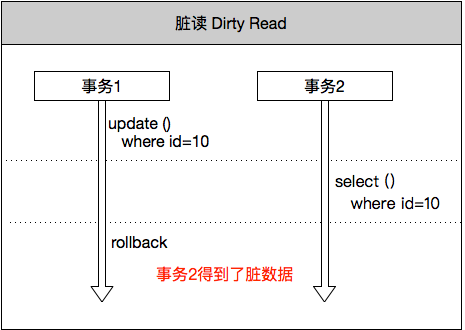 脏读 Dirty Read
事务1
事务2
update ()
where id=10
select ()
where id=10
rollback
事务2得到了脏数据